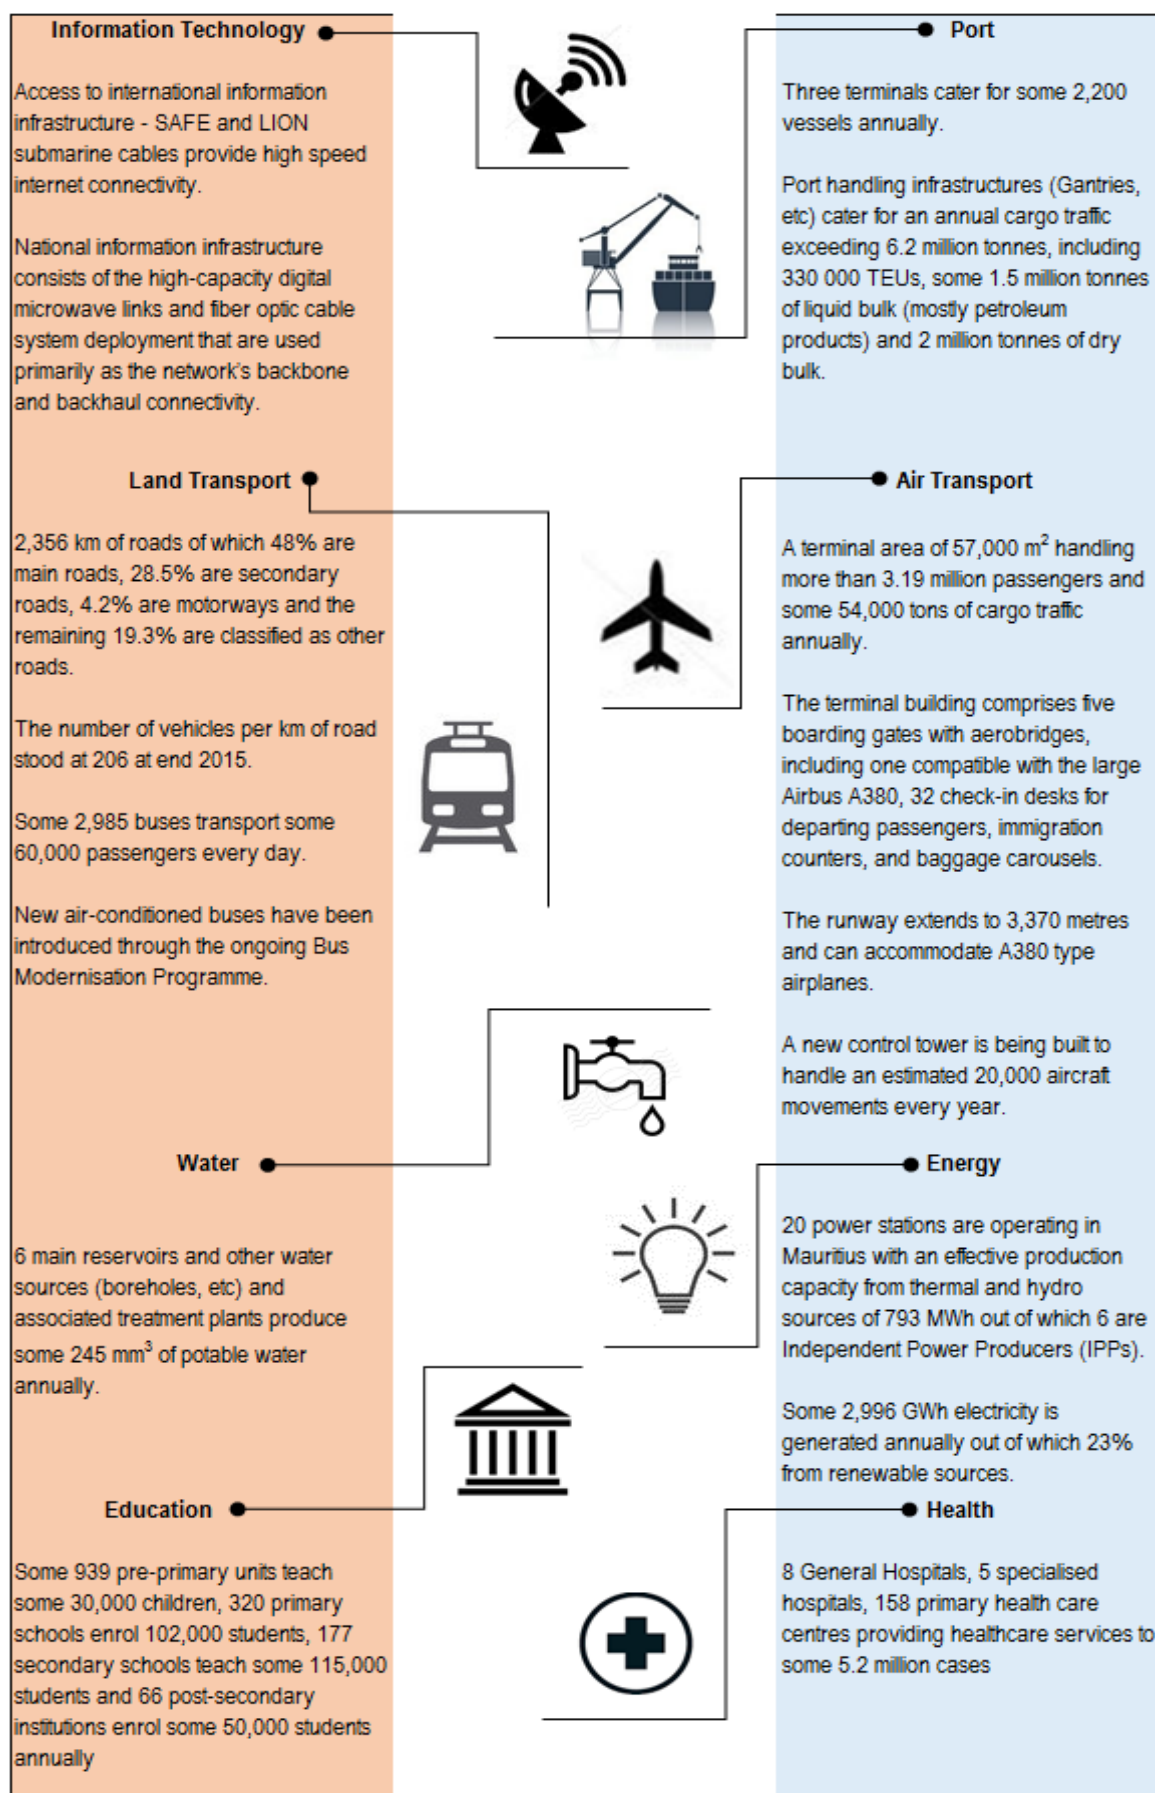 Information Technology
Access to international information
infrastructure - SAFE and LION
submarine cables provide high speed
internet connectivity.
National information infrastructure
consists of the high-capacity digital
microwave links and fiber optic cable
system deployment that are used
primarily as the network's backbone
and backhaul connectivity.
Port
Three terminals cater for some 2,200
vessels annually.
Port handling infrastructures (Gantries,
etc) cater for an annual cargo traffic
exceeding 6.2 million tonnes, including
330 000 TEUs, some 1.5 million tonnes
of liquid bulk (mostly petroleum
products) and 2 million tonnes of dry
bulk.
Land Transport
2,356 km of roads of which 48% are
main roads, 28.5% are secondary
roads, 4.2% are motorways and the
remaining 19.3% are classified as other
roads.
The number of vehicles per km of road
stood at 206 at end 2015.
Some 2,985 buses transport some
60,000 passengers every day.
New air-conditioned buses have been
introduced through the ongoing Bus
Modernisation Programme.
Air Transport
A terminal area of 57,000 m² handling
more than 3.19 million passengers and
some 54,000 tons of cargo traffic
annually.
The terminal building comprises five
boarding gates with aerobridges,
including one compatible with the large
Airbus A380, 32 check-in desks for
departing passengers, immigration
counters, and baggage carousels.
The runway extends to 3,370 metres
and can accommodate A380 type
airplanes.
A new control tower is being built to
handle an estimated 20,000 aircraft
movements every year.
Water
6 main reservoirs and other water
sources (boreholes, etc) and
associated treatment plants produce
some 245 mm³ of potable water
annually.
Energy
20 power stations are operating in
Mauritius with an effective production
capacity from thermal and hydro
sources of 793 MWh out of which 6 are
Independent Power Producers (IPPs).
Some 2,996 GWh electricity is
generated annually out of which 23%
from renewable sources.
Education
Some 939 pre-primary units teach
some 30,000 children, 320 primary
schools enrol 102,000 students, 177
secondary schools teach some 115,000
students and 66 post-secondary
institutions enrol some 50,000 students
annually
Health
8 General Hospitals, 5 specialised
hospitals, 158 primary health care
centres providing healthcare services to
some 5.2 million cases